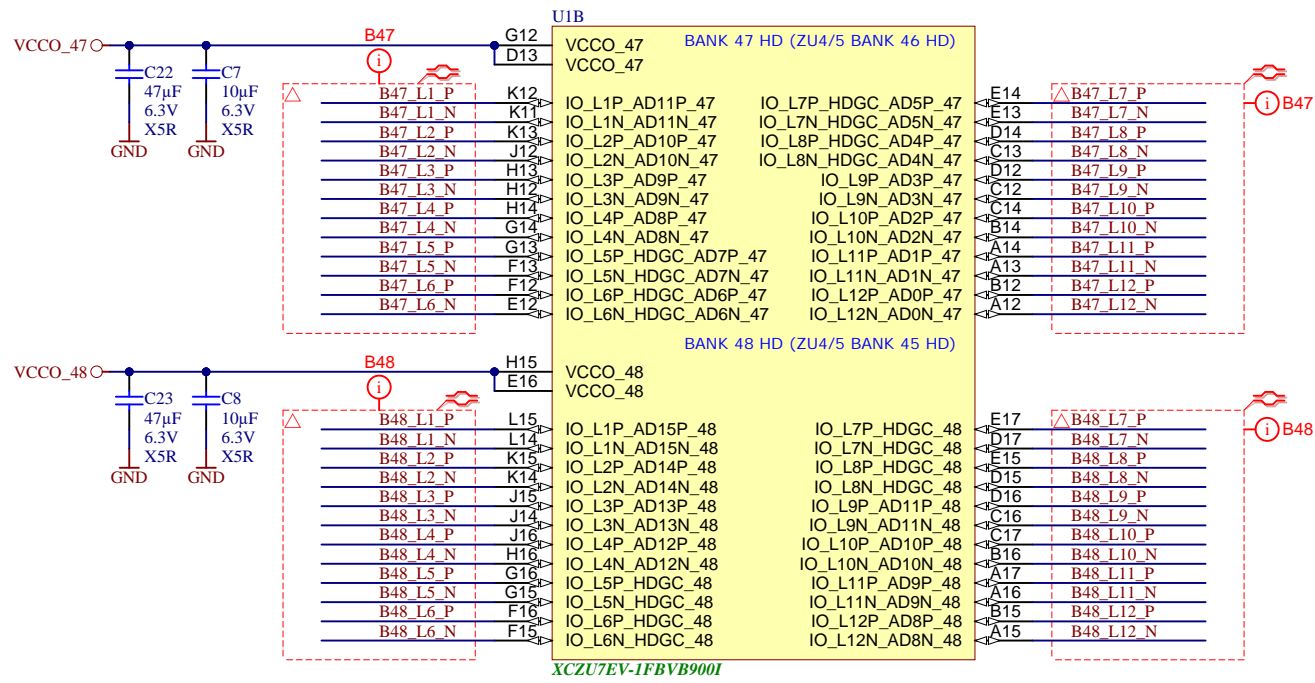 U1B
BANK 47 HD (ZU4/5 BANK 46 HD)
VCCO_47
G12 VCCO_47
D13 VCCO_47
C22
47µF
6.3V
X5R
GND
C7
10µF
6.3V
X5R
GND
B47
i
B47_L1_P K12 IO_L1P_AD11P_47
B47_L1_N K11 IO_L1N_AD11N_47
B47_L2_P K13 IO_L2P_AD10P_47
B47_L2_N J12 IO_L2N_AD10N_47
B47_L3_P H13 IO_L3P_AD9P_47
B47_L3_N H12 IO_L3N_AD9N_47
B47_L4_P H14 IO_L4P_AD8P_47
B47_L4_N G14 IO_L4N_AD8N_47
B47_L5_P G13 IO_L5P_HDGC_AD7P_47
B47_L5_N F13 IO_L5N_HDGC_AD7N_47
B47_L6_P F12 IO_L6P_HDGC_AD6P_47
B47_L6_N E12 IO_L6N_HDGC_AD6N_47
IO_L7P_HDGC_AD5P_47 E14 B47_L7_P
IO_L7N_HDGC_AD5N_47 E13 B47_L7_N
IO_L8P_HDGC_AD4P_47 D14 B47_L8_P
IO_L8N_HDGC_AD4N_47 C13 B47_L8_N
IO_L9P_AD3P_47 D12 B47_L9_P
IO_L9N_AD3N_47 C12 B47_L9_N
IO_L10P_AD2P_47 C14 B47_L10_P
IO_L10N_AD2N_47 B14 B47_L10_N
IO_L11P_AD1P_47 A14 B47_L11_P
IO_L11N_AD1N_47 A13 B47_L11_N
IO_L12P_AD0P_47 B12 B47_L12_P
IO_L12N_AD0N_47 A12 B47_L12_N
i B47
BANK 48 HD (ZU4/5 BANK 45 HD)
VCCO_48
H15 VCCO_48
E16 VCCO_48
C23
47µF
6.3V
X5R
GND
C8
10µF
6.3V
X5R
GND
B48
i
B48_L1_P L15 IO_L1P_AD15P_48
B48_L1_N L14 IO_L1N_AD15N_48
B48_L2_P K15 IO_L2P_AD14P_48
B48_L2_N K14 IO_L2N_AD14N_48
B48_L3_P J15 IO_L3P_AD13P_48
B48_L3_N J14 IO_L3N_AD13N_48
B48_L4_P J16 IO_L4P_AD12P_48
B48_L4_N H16 IO_L4N_AD12N_48
B48_L5_P G16 IO_L5P_HDGC_48
B48_L5_N G15 IO_L5N_HDGC_48
B48_L6_P F16 IO_L6P_HDGC_48
B48_L6_N F15 IO_L6N_HDGC_48
IO_L7P_HDGC_48 E17 B48_L7_P
IO_L7N_HDGC_48 D17 B48_L7_N
IO_L8P_HDGC_48 E15 B48_L8_P
IO_L8N_HDGC_48 D15 B48_L8_N
IO_L9P_AD11P_48 D16 B48_L9_P
IO_L9N_AD11N_48 C16 B48_L9_N
IO_L10P_AD10P_48 C17 B48_L10_P
IO_L10N_AD10N_48 B16 B48_L10_N
IO_L11P_AD9P_48 A17 B48_L11_P
IO_L11N_AD9N_48 A16 B48_L11_N
IO_L12P_AD8P_48 B15 B48_L12_P
IO_L12N_AD8N_48 A15 B48_L12_N
i B48
XCZU7EV-1FBVB900I